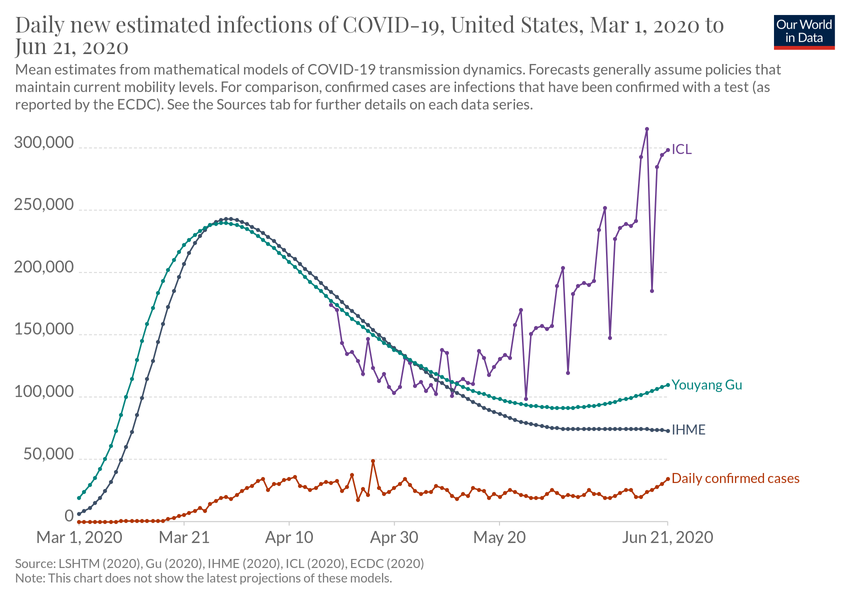 Daily new estimated infections of COVID-19, United States, Mar 1, 2020 to
Jun 21, 2020
Our World
in Data
Mean estimates from mathematical models of COVID-19 transmission dynamics. Forecasts generally assume policies that
maintain current mobility levels. For comparison, confirmed cases are infections that have been confirmed with a test (as
reported by the ECDC). See the Sources tab for further details on each data series.
300,000
ICL
250,000
200,000
150,000
100,000
Youyang Gu
IHME
50,000
Daily confirmed cases
0
Mar 1, 2020
Mar 21
Apr 10
Apr 30
May 20
Jun 21, 2020
Source: LSHTM (2020), Gu (2020), IHME (2020), ICL (2020), ECDC (2020)
Note: This chart does not show the latest projections of these models.